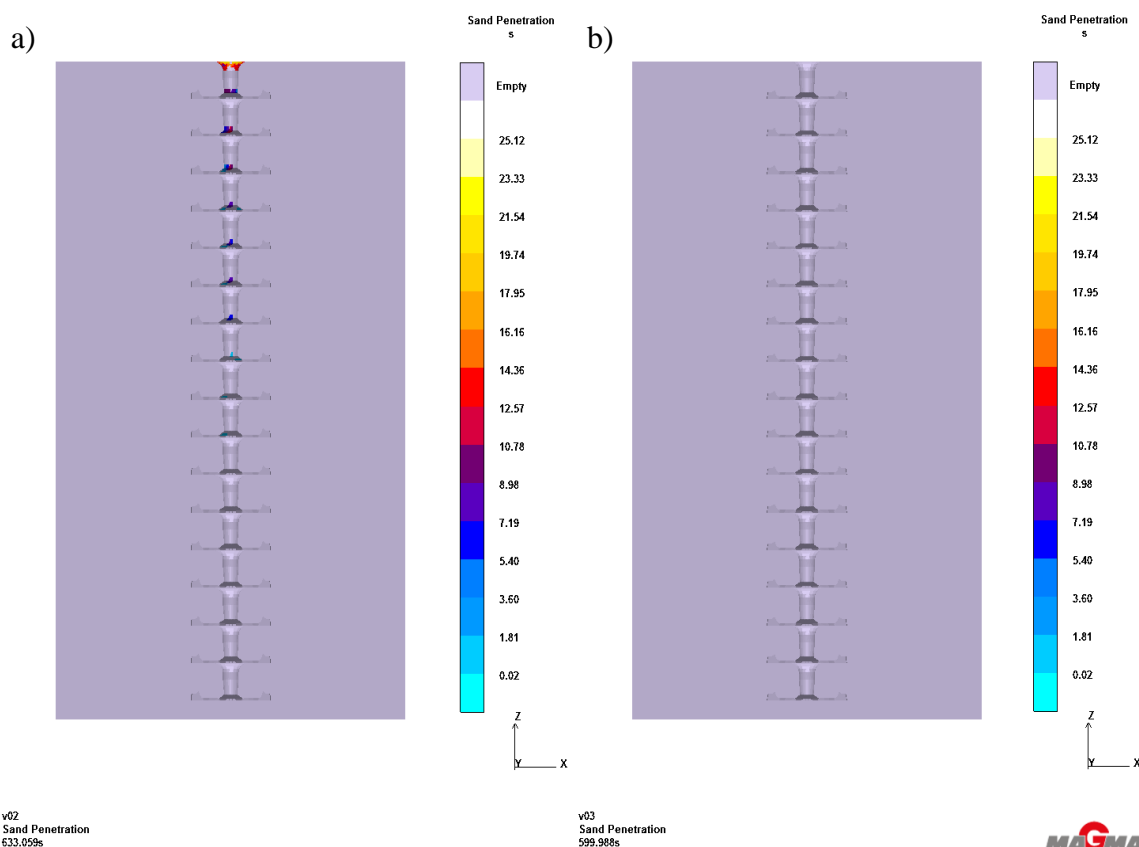 a)
Sand Penetration
s
Empty
25.12
23.33
21.54
19.74
17.95
16.16
14.36
12.57
10.78
8.98
7.19
5.40
3.60
1.81
0.02
Z
Y X
v02
Sand Penetration
633.059s
b)
Sand Penetration
s
Empty
25.12
23.33
21.54
19.74
17.95
16.16
14.36
12.57
10.78
8.98
7.19
5.40
3.60
1.81
0.02
Z
Y X
v03
Sand Penetration
599.988s
MAGMA